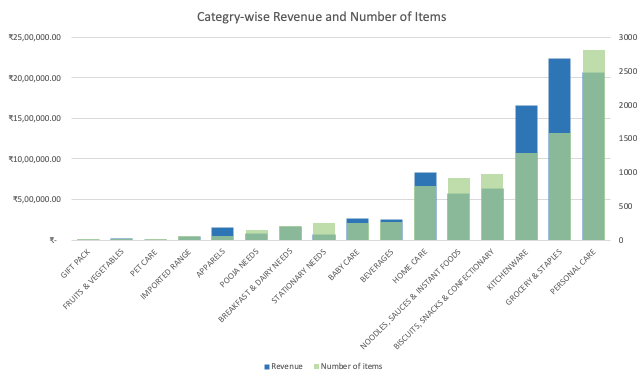 Categry-wise Revenue and Number of Items
₹25,00,000.00
₹20,00,000.00
₹15,00,000.00
₹10,00,000.00
₹5,00,000.00
₹-
3000
2500
2000
1500
1000
500
0
GIFT PACK
FRUITS & VEGETABLES
PET CARE
IMPORTED RANGE
APPARELS
POOJA NEEDS
BREAKFAST & DAIRY NEEDS
STATIONARY NEEDS
BABY CARE
BEVERAGES
HOME CARE
NOODLES, SAUCES & INSTANT FOODS
BISCUITS, SNACKS & CONFECTIONARY
KITCHENWARE
GROCERY & STAPLES
PERSONAL CARE
Revenue
Number of items